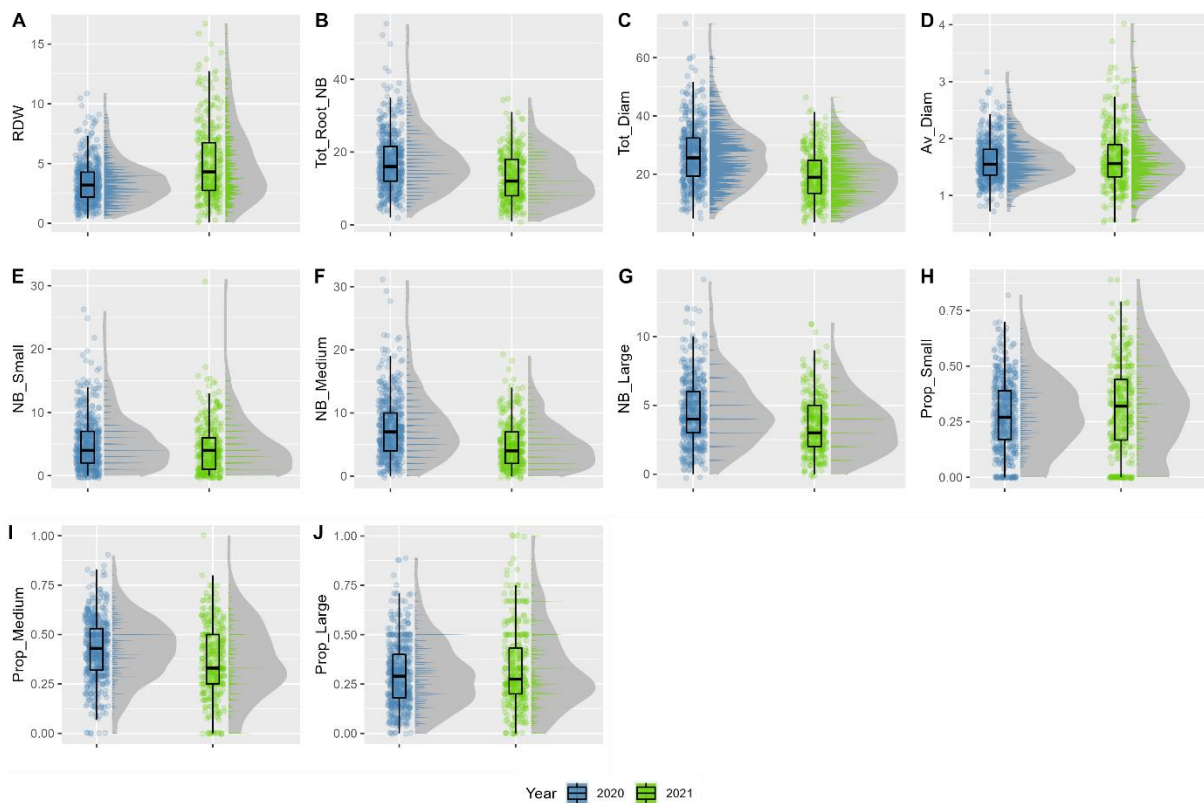 A B C D
RDW 15 10 5 0
Tot_Root_NB 40 20 0
Tot_Diam 60 40 20
Av_Diam 4 3 2 1
E F G H
NB_Small 30 20 10 0
NB_Medium 30 20 10 0
NB_Large 10 5 0
Prop_Small 0.75 0.50 0.25 0.00
I J
Prop_Medium 1.00 0.75 0.50 0.25 0.00
Prop_Large 1.00 0.75 0.50 0.25 0.00
Year 2020 2021